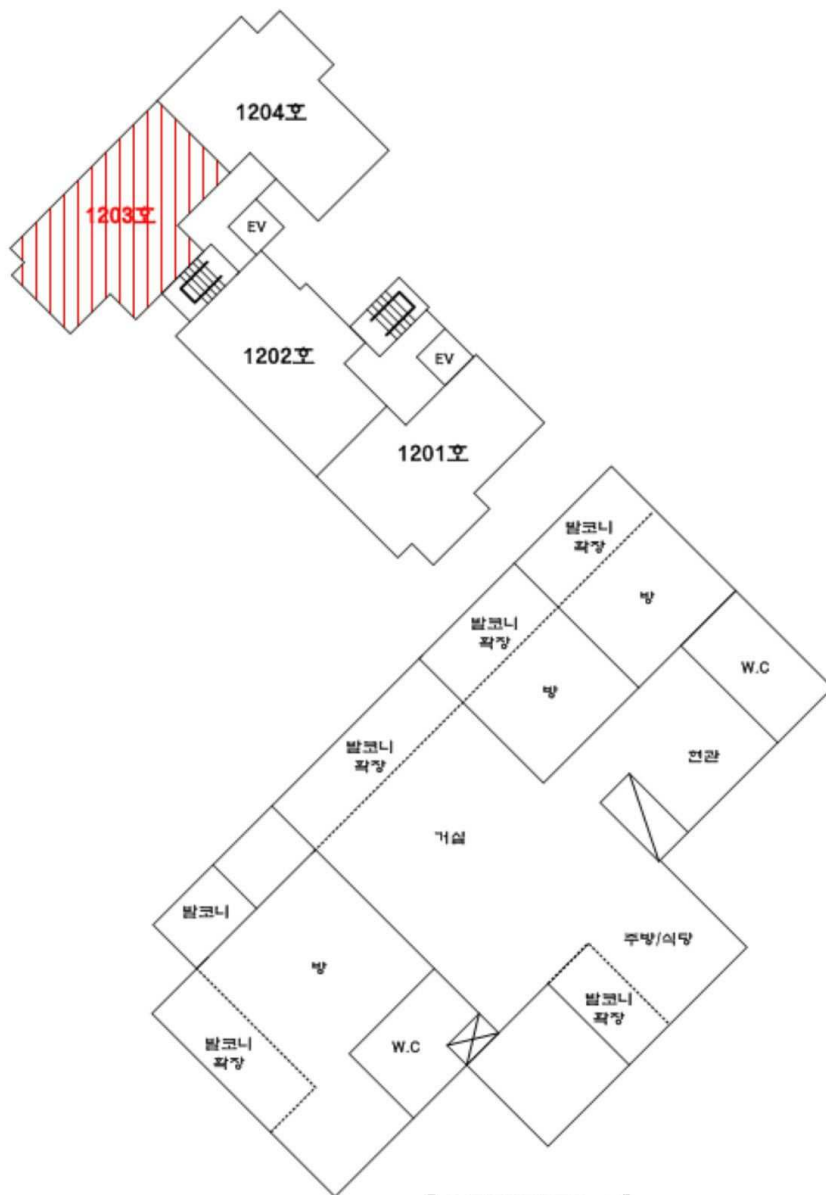 1204호
1203호
EV
1202호
EV
1201호
발코니
확장
방
발코니
확장
방
W.C
발코니
확장
현관
거실
발코니
주방/식당
방
발코니
확장
발코니
확장
W.C